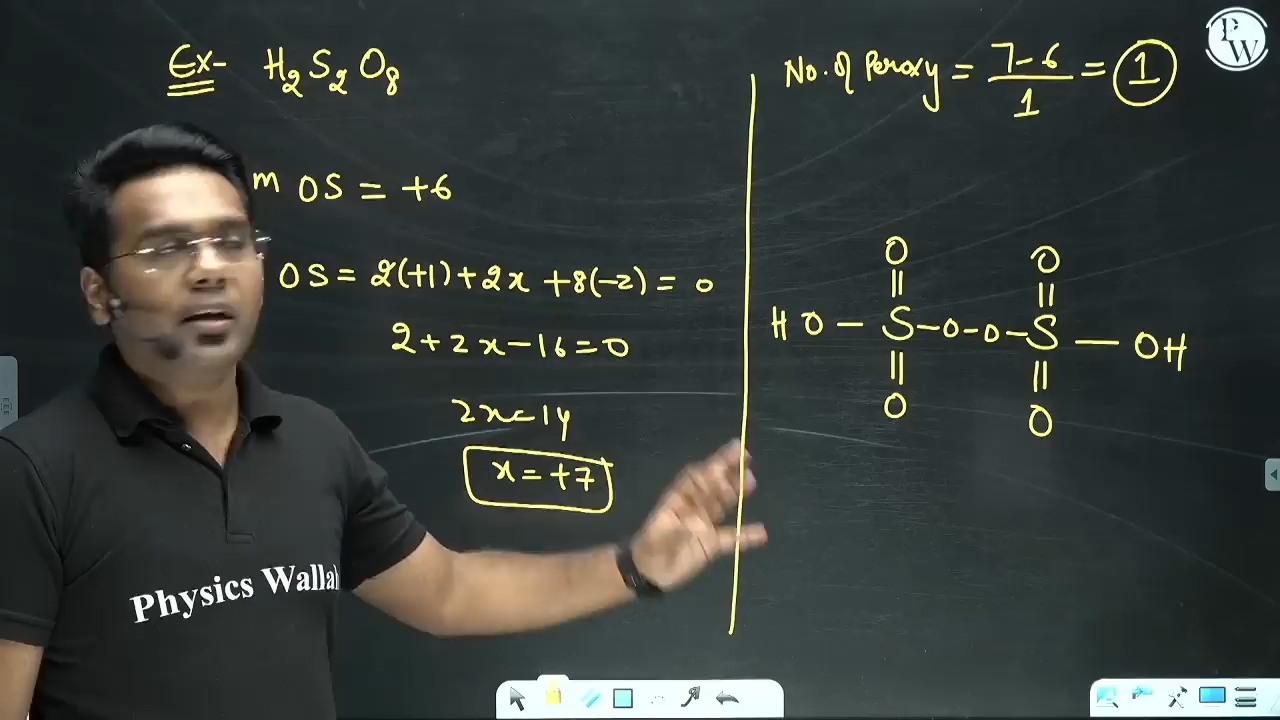 Ex- H₂S₂O₈
m OS = +6
OS = 2(+1)+2x +8(-2) = 0
2+2x-16=0
2x=14
x = +7
No. of Peroxy = 7-6 / 1 = 1
O O
HO - S - O - O - S - OH
O O
PW
Physics Wallah